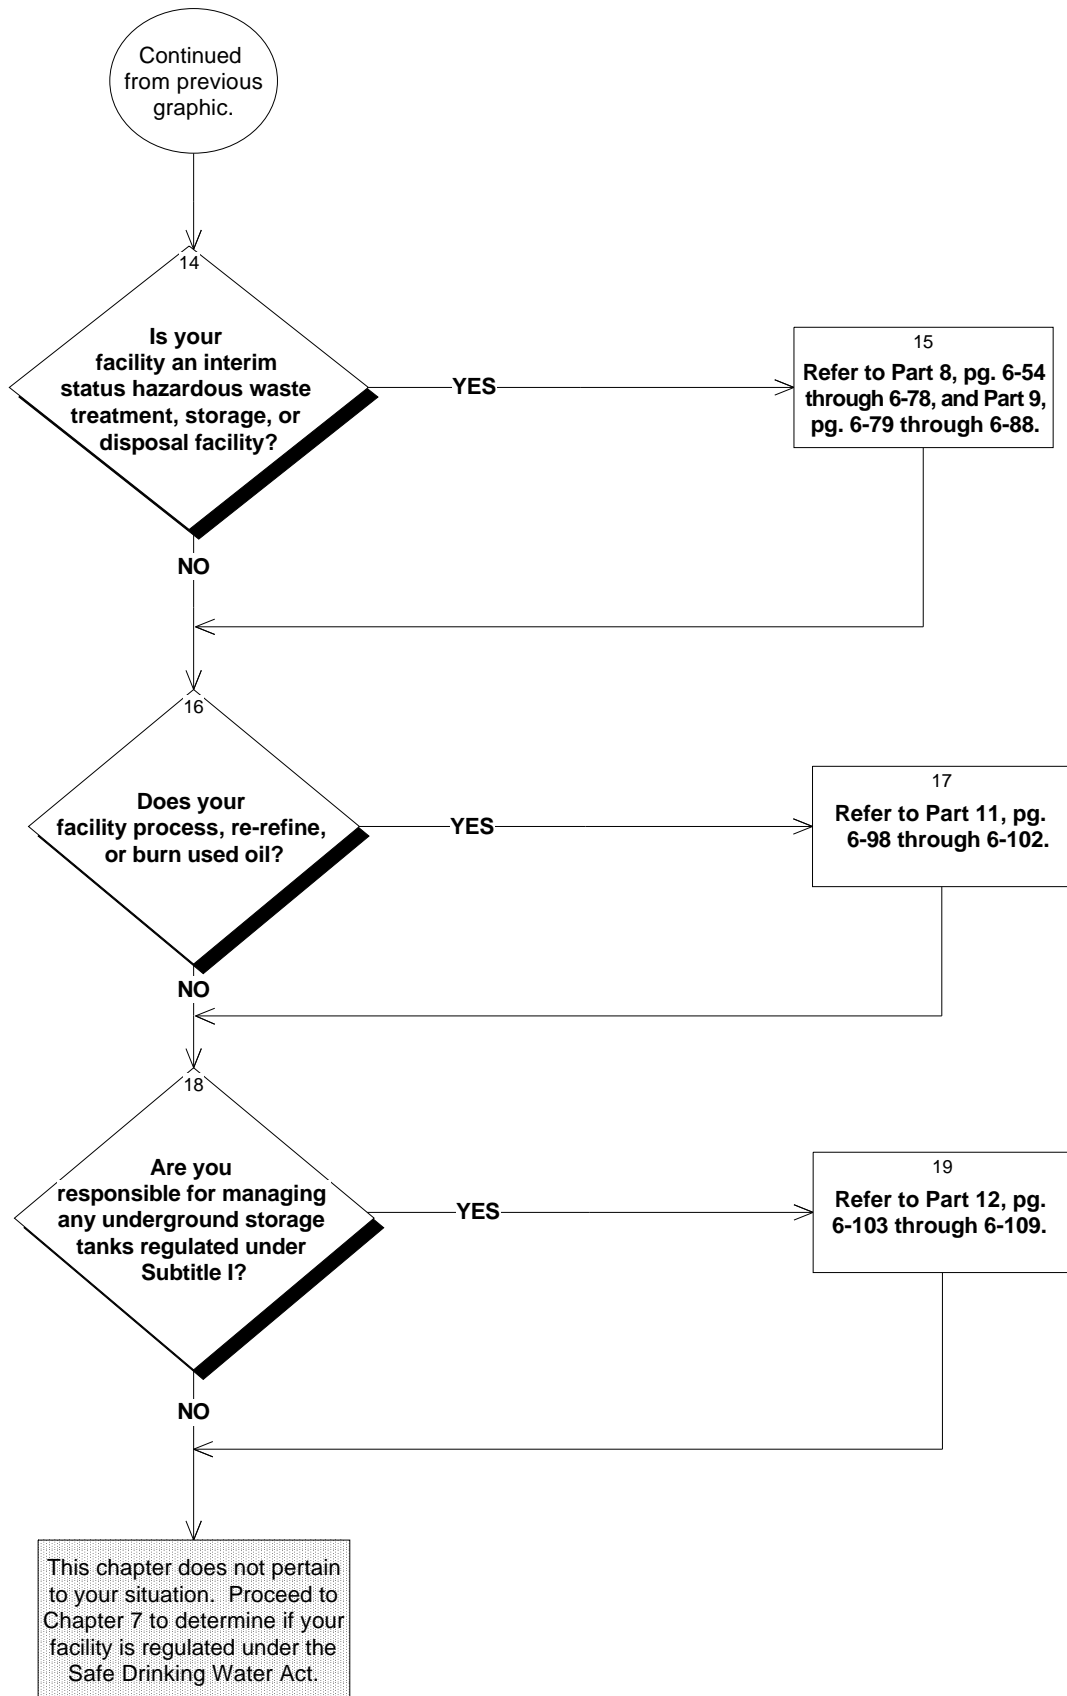 Continued
from previous
graphic.
14
Is your
facility an interim
status hazardous waste
treatment, storage, or
disposal facility?
YES
15
Refer to Part 8, pg. 6-54
through 6-78, and Part 9,
pg. 6-79 through 6-88.
NO
16
Does your
facility process, re-refine,
or burn used oil?
YES
17
Refer to Part 11, pg.
6-98 through 6-102.
NO
18
Are you
responsible for managing
any underground storage
tanks regulated under
Subtitle I?
YES
19
Refer to Part 12, pg.
6-103 through 6-109.
NO
This chapter does not pertain
to your situation.  Proceed to
Chapter 7 to determine if your
facility is regulated under the
Safe Drinking Water Act.